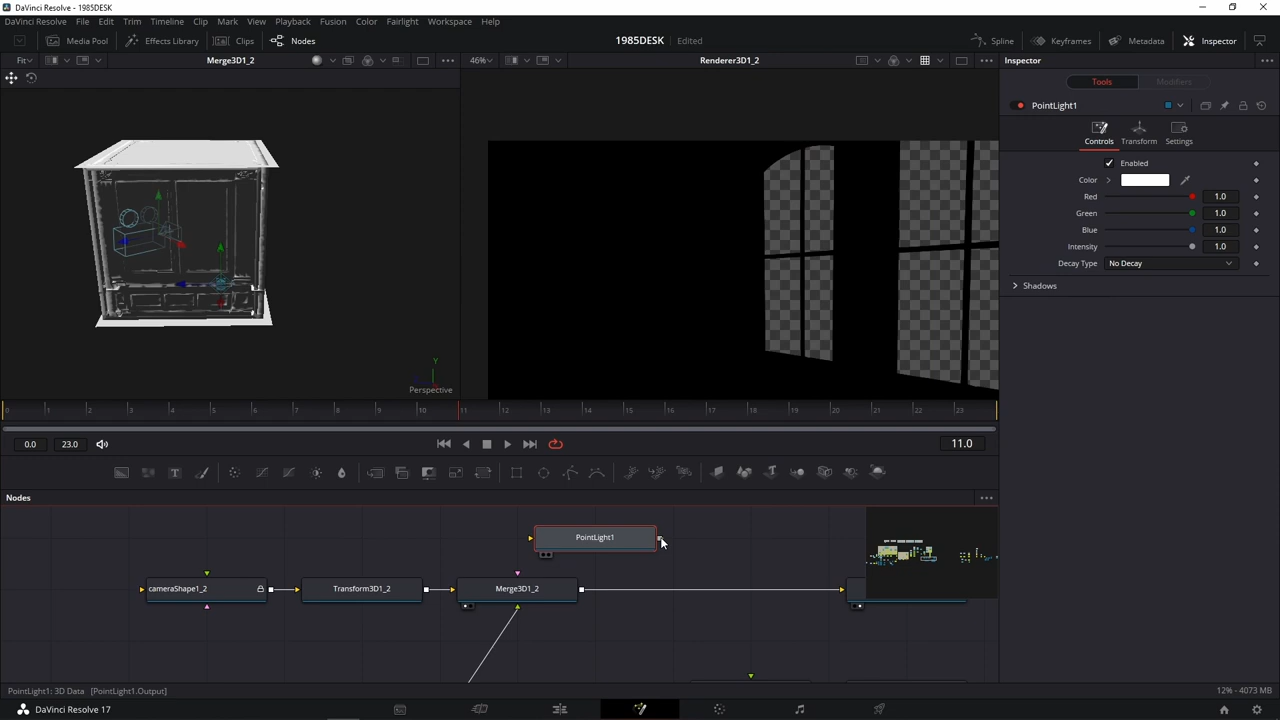 DaVinci Resolve - 1985DESK
DaVinci Resolve File Edit Trim Timeline Clip Mark View Playback Fusion Color Fairlight Workspace Help
Media Pool Effects Library Clips Nodes 1985DESK Edited Spline Keyframes Metadata Inspector
Fit Merge3D1_2 46% Renderer3D1_2 Inspector
Tools Modifiers
PointLight1
Controls Transform Settings
Enabled
Color
Red 1.0
Green 1.0
Blue 1.0
Intensity 1.0
Decay Type No Decay
Shadows
Y
Perspective
0 1 2 3 4 5 6 7 8 9 10 11 12 13 14 15 16 17 18 19 20 21 22 23
0.0 23.0 11.0
Nodes
PointLight1
cameraShape1_2 Transform3D1_2 Merge3D1_2
PointLight1: 3D Data [PointLight1.Output] 12% - 4073 MB
DaVinci Resolve 17